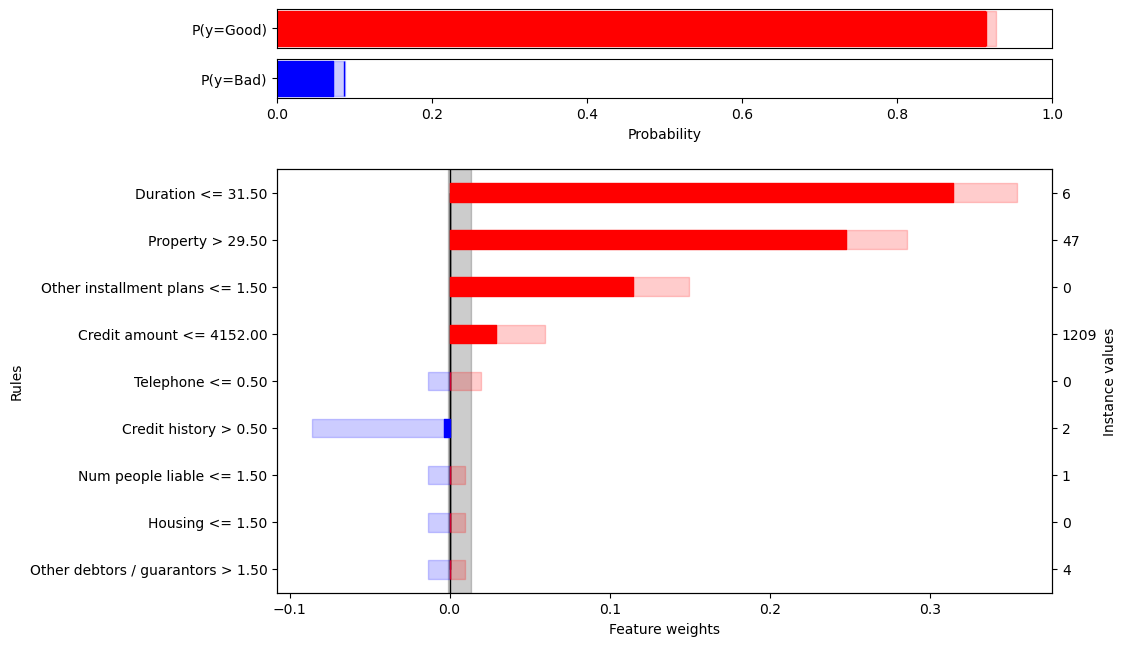 P(y=Good)
P(y=Bad)
0.0 0.2 0.4 0.6 0.8 1.0
Probability
Duration <= 31.50 6
Property > 29.50 47
Other installment plans <= 1.50 0
Credit amount <= 4152.00 1209
Telephone <= 0.50 0
Credit history > 0.50 2
Num people liable <= 1.50 1
Housing <= 1.50 0
Other debtors / guarantors > 1.50 4
Rules
Instance values
−0.1 0.0 0.1 0.2 0.3
Feature weights